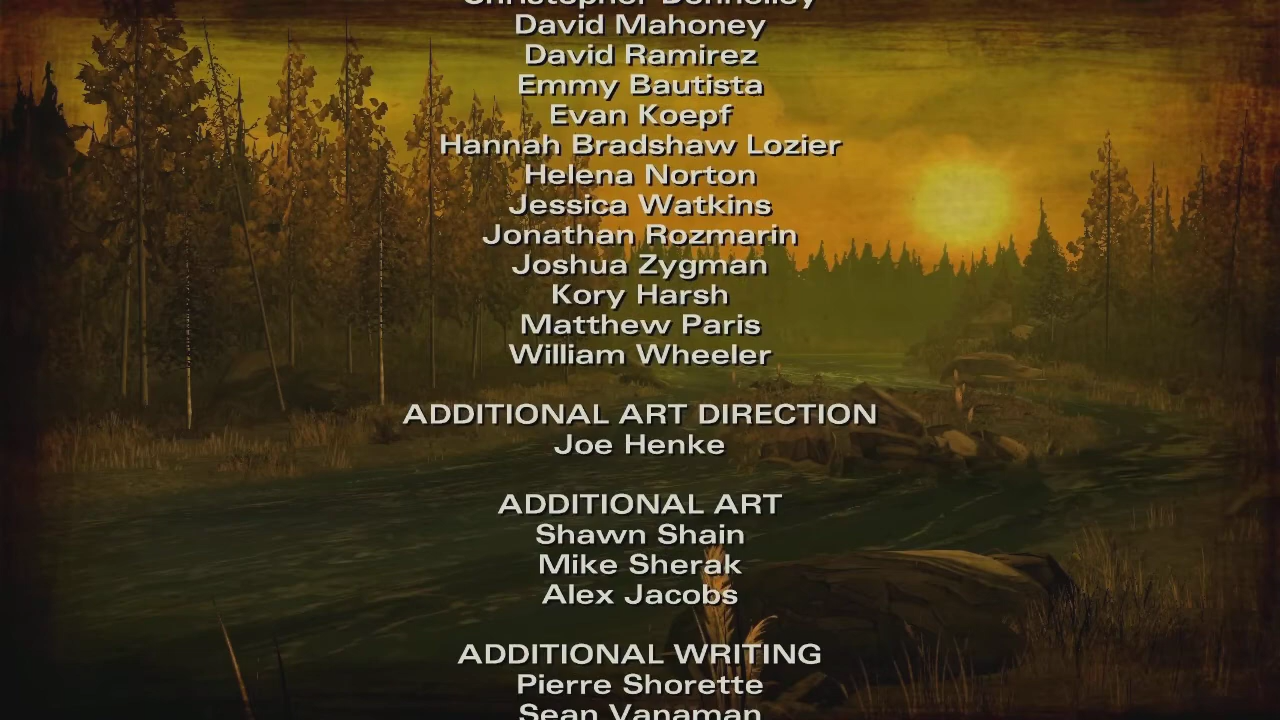 Christopher Donnelley
David Mahoney
David Ramirez
Emmy Bautista
Evan Koepf
Hannah Bradshaw Lozier
Helena Norton
Jessica Watkins
Jonathan Rozmarin
Joshua Zygman
Kory Harsh
Matthew Paris
William Wheeler
ADDITIONAL ART DIRECTION
Joe Henke
ADDITIONAL ART
Shawn Shain
Mike Sherak
Alex Jacobs
ADDITIONAL WRITING
Pierre Shorette
Sean Vanaman